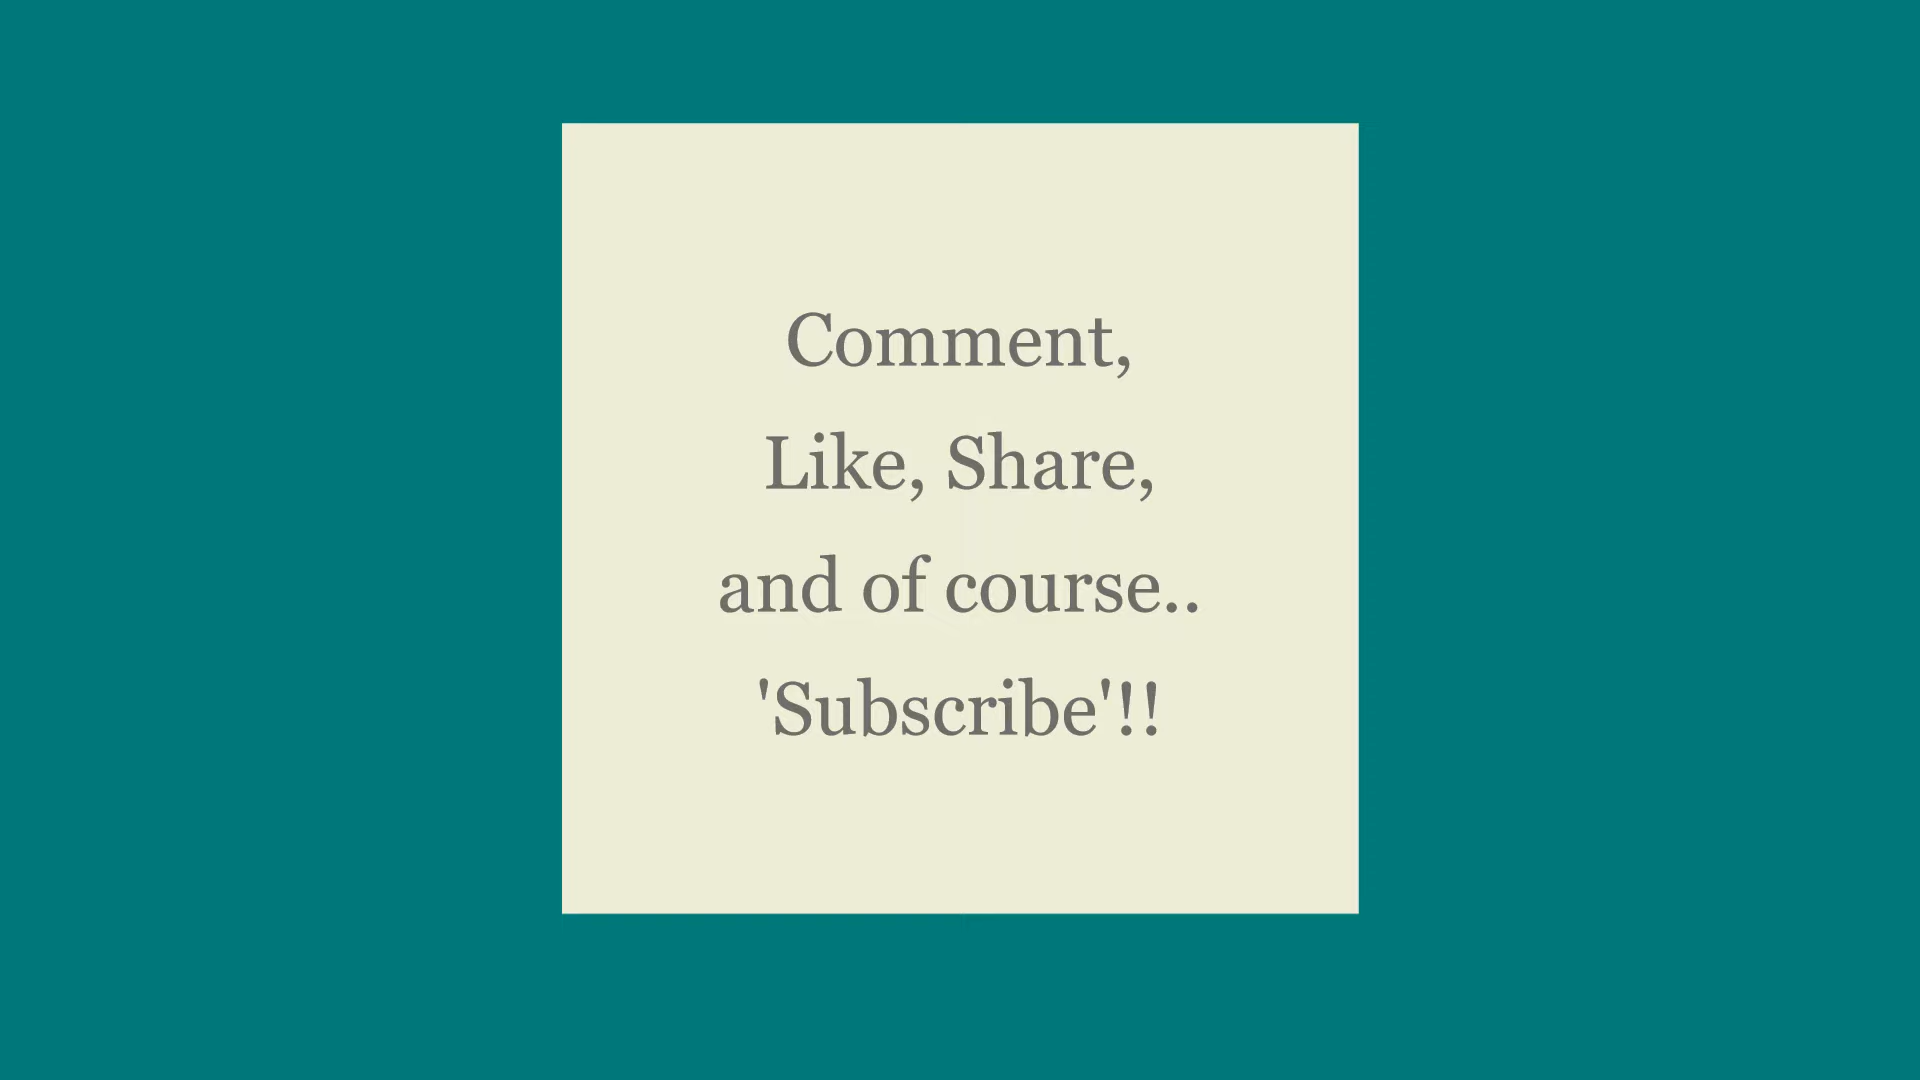 Comment,
Like, Share,
and of course..
'Subscribe'!!